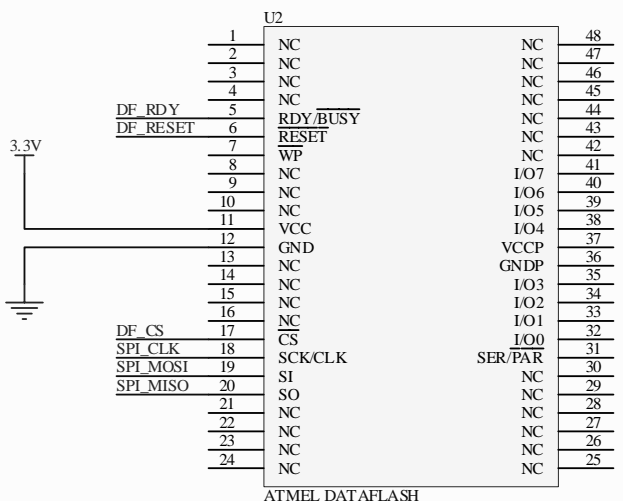 U2
1 NC NC 48
2 NC NC 47
3 NC NC 46
4 NC NC 45
DF_RDY 5 RDY/BUSY NC 44
DF_RESET 6 RESET NC 43
3.3V 7 WP NC 42
8 NC I/O7 41
9 NC I/O6 40
10 NC I/O5 39
11 VCC I/O4 38
12 GND VCCP 37
13 NC GNDP 36
14 NC I/O3 35
15 NC I/O2 34
16 NC I/O1 33
DF_CS 17 CS I/O0 32
SPI_CLK 18 SCK/CLK SER/PAR 31
SPI_MOSI 19 SI NC 30
SPI_MISO 20 SO NC 29
21 NC NC 28
22 NC NC 27
23 NC NC 26
24 NC NC 25
ATMEL DATAFLASH